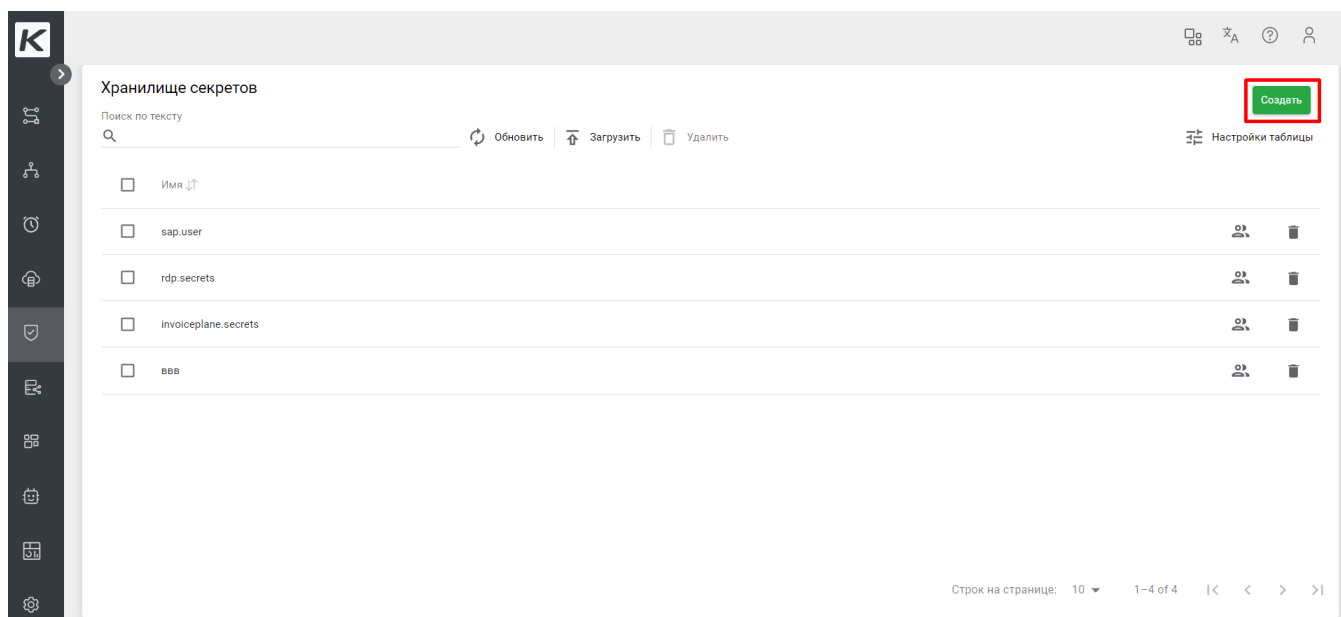 K
Хранилище секретов
Создать
Поиск по тексту
Обновить Загрузить Удалить Настройки таблицы
Имя
sap.user
rdp.secrets
invoiceplane.secrets
ввв
Строк на странице: 10 1–4 of 4